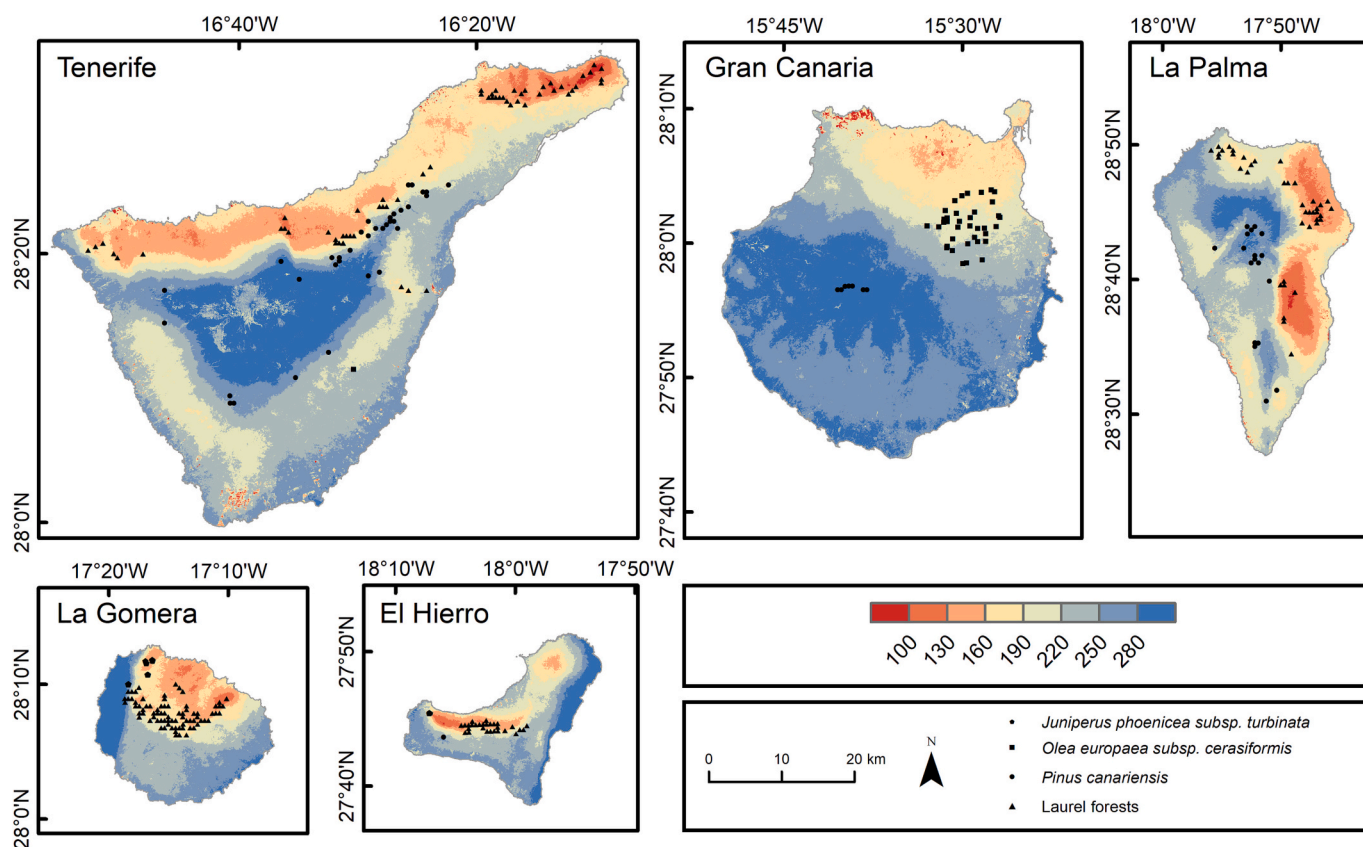 16°40'W 16°20'W
Tenerife
28°20'N
28°0'N
15°45'W 15°30'W
Gran Canaria
28°10'N
28°0'N
27°50'N
27°40'N
18°0'W 17°50'W
La Palma
28°50'N
28°40'N
28°30'N
17°20'W 17°10'W
La Gomera
28°10'N
28°0'N
18°10'W 18°0'W 17°50'W
El Hierro
27°50'N
27°40'N
100 130 160 190 220 250 280
0 10 20 km
N
Juniperus phoenicea subsp. turbinata
Olea europaea subsp. cerasiformis
Pinus canariensis
Laurel forests